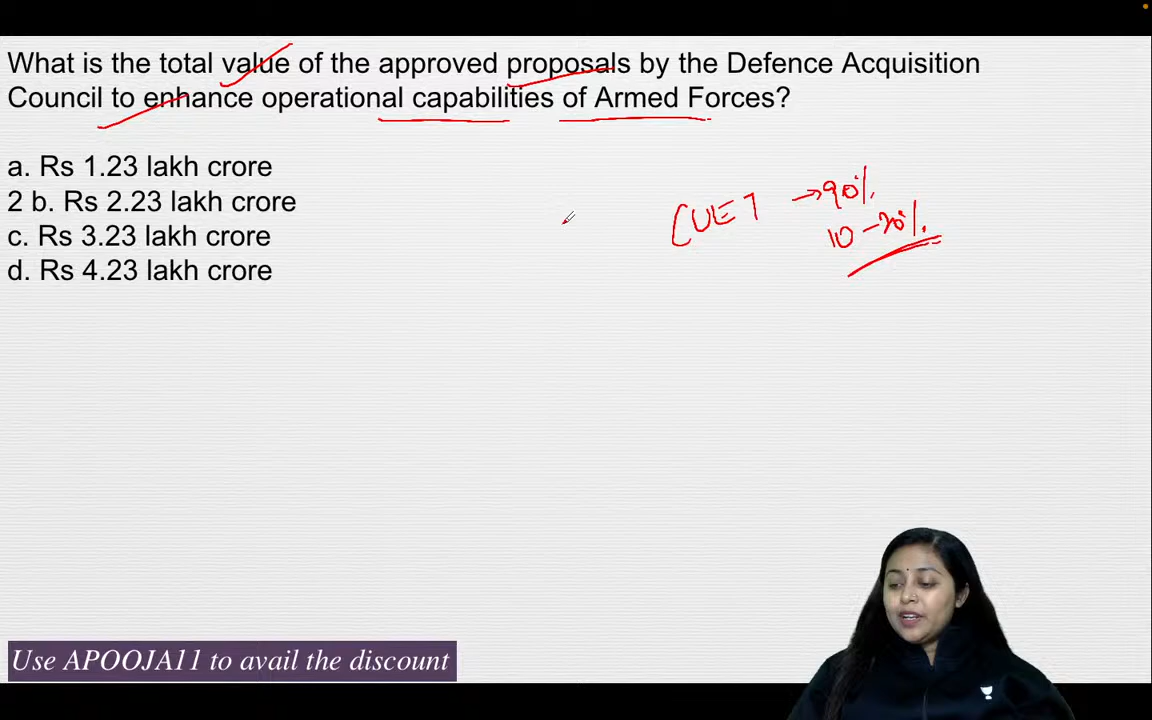 What is the total value of the approved proposals by the Defence Acquisition
Council to enhance operational capabilities of Armed Forces?
a. Rs 1.23 lakh crore
2 b. Rs 2.23 lakh crore
c. Rs 3.23 lakh crore
d. Rs 4.23 lakh crore
CUET → 90%.
10 - 20%.
Use APOOJA11 to avail the discount